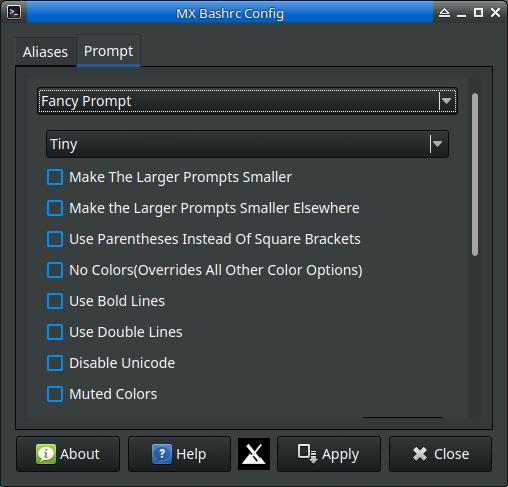 MX Bashrc Config
Aliases Prompt
Fancy Prompt
Tiny
Make The Larger Prompts Smaller
Make the Larger Prompts Smaller Elsewhere
Use Parentheses Instead Of Square Brackets
No Colors(Overrides All Other Color Options)
Use Bold Lines
Use Double Lines
Disable Unicode
Muted Colors
About Help Apply Close